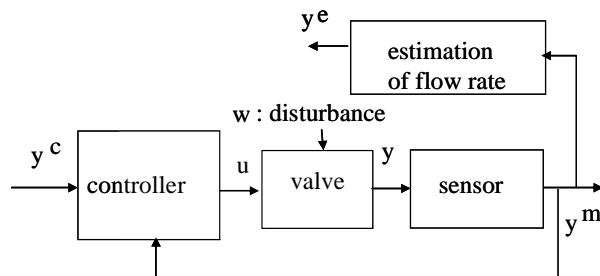 y e
estimation
of flow rate
w : disturbance
y c
controller
u
valve
y
sensor
y m